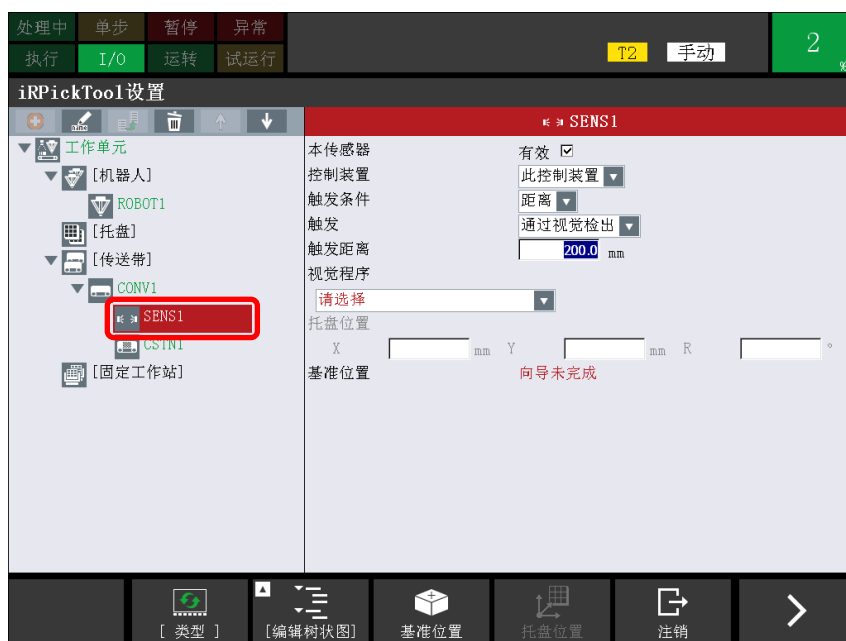 处理中 单步 暂停 异常
执行 I/O 运转 试运行 T2 手动 2 %
iRPickTool设置
SENS1
工作单元
[机器人]
ROBOT1
[托盘]
[传送带]
CONV1
SENS1
CSTN1
[固定工作站]
本传感器 有效
控制装置 此控制装置
触发条件 距离
触发 通过视觉检出
触发距离 200.0 mm
视觉程序
请选择
托盘位置
X mm Y mm R °
基准位置 向导未完成
[ 类型 ] [编辑树状图] 基准位置 托盘位置 注销